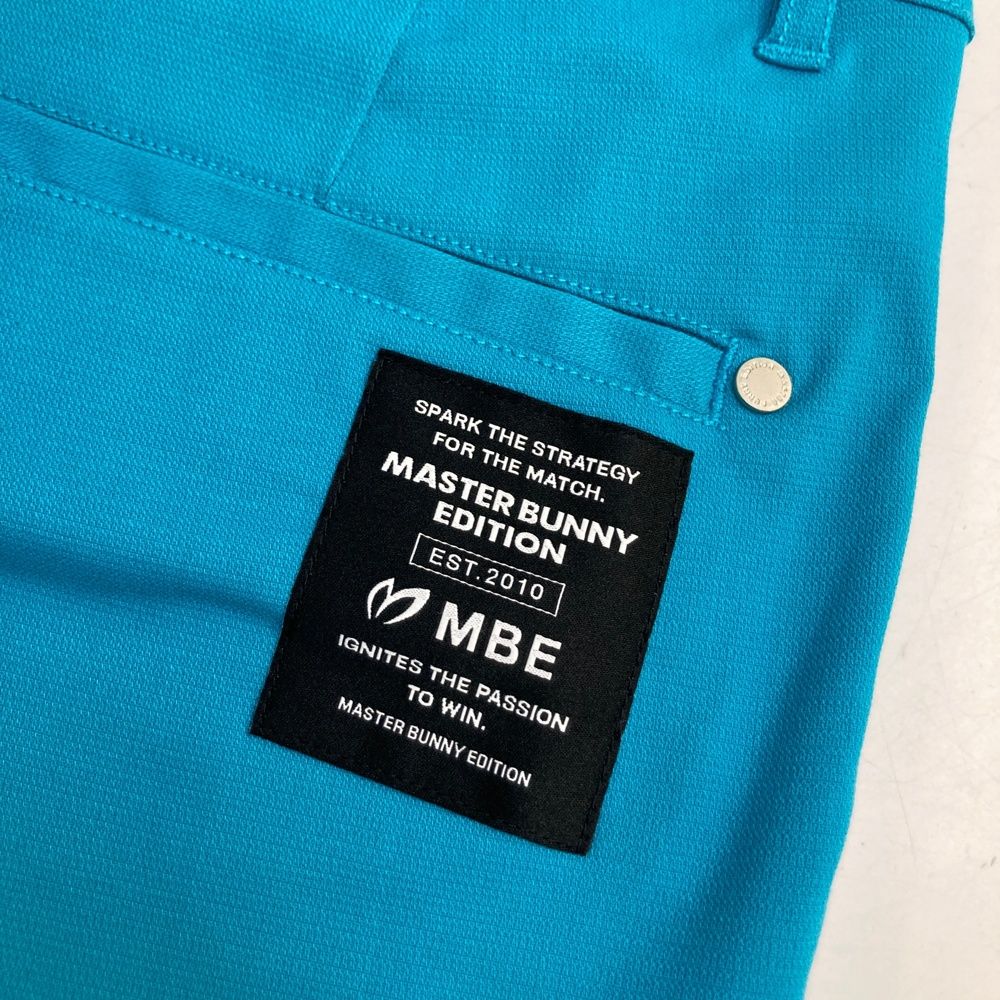 SPARK THE STRATEGY
FOR THE MATCH.
MASTER BUNNY
EDITION
EST.2010
MBE
IGNITES THE PASSION
TO WIN.
MASTER BUNNY EDITION